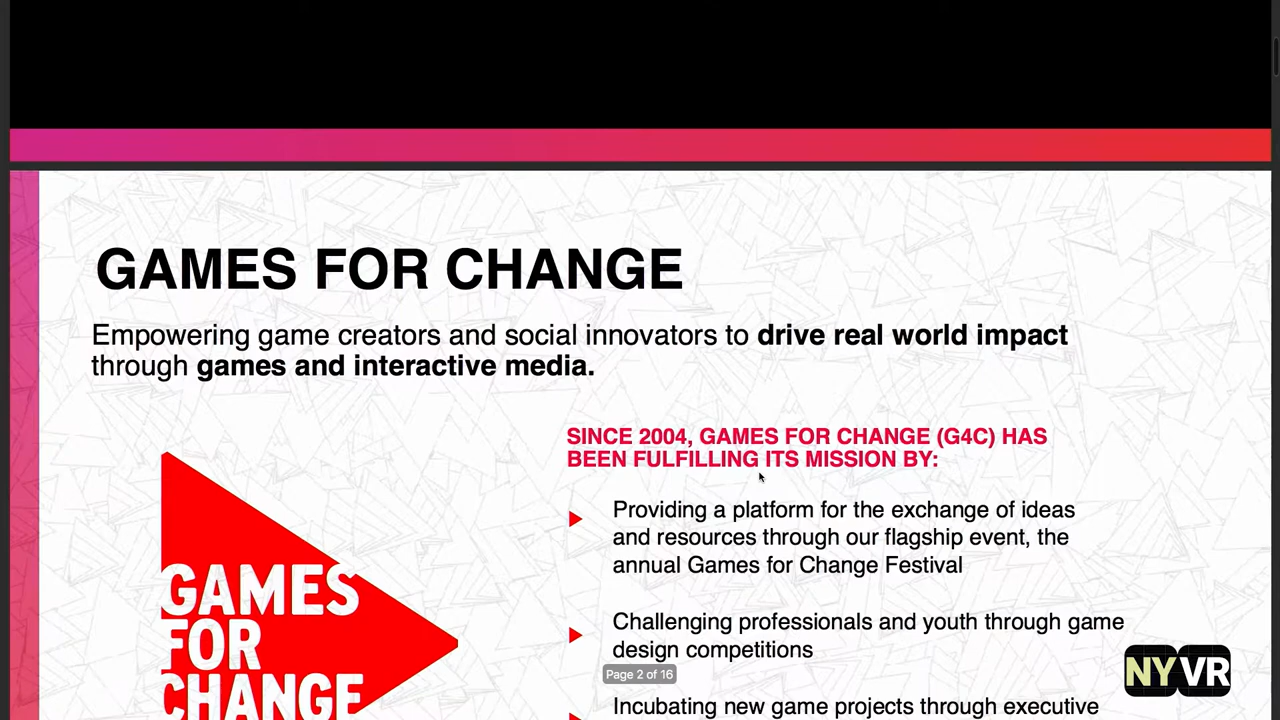 GAMES FOR CHANGE
Empowering game creators and social innovators to drive real world impact
through games and interactive media.
SINCE 2004, GAMES FOR CHANGE (G4C) HAS
BEEN FULFILLING ITS MISSION BY:
Providing a platform for the exchange of ideas
and resources through our flagship event, the
annual Games for Change Festival
Challenging professionals and youth through game
design competitions
Incubating new game projects through executive
GAMES
FOR
CHANGE
Page 2 of 16
NYVR